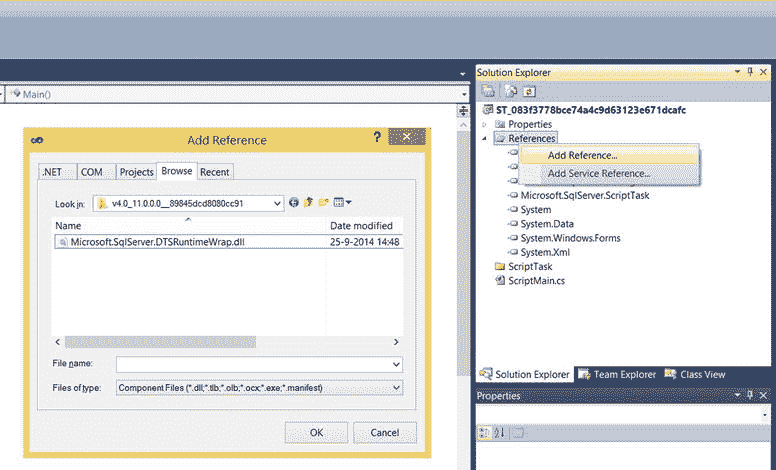 Main()
Add Reference
?
.NET COM Projects Browse Recent
Look in: v4.0_11.0.0.0__89845dcd8080cc91
Name Date modified
Microsoft.SqlServer.DTSRuntimeWrap.dll 25-9-2014 14:48
File name:
Files of type: Component Files (*.dll;*.tlb;*.olb;*.ocx;*.exe;*.manifest)
OK Cancel
Solution Explorer
ST_083f3778bce74a4c9d63123e671dcafc
Properties
References
Add Reference...
Add Service Reference...
Microsoft.SqlServer.ScriptTask
System
System.Data
System.Windows.Forms
System.Xml
ScriptTask
ScriptMain.cs
Solution Explorer Team Explorer Class View
Properties